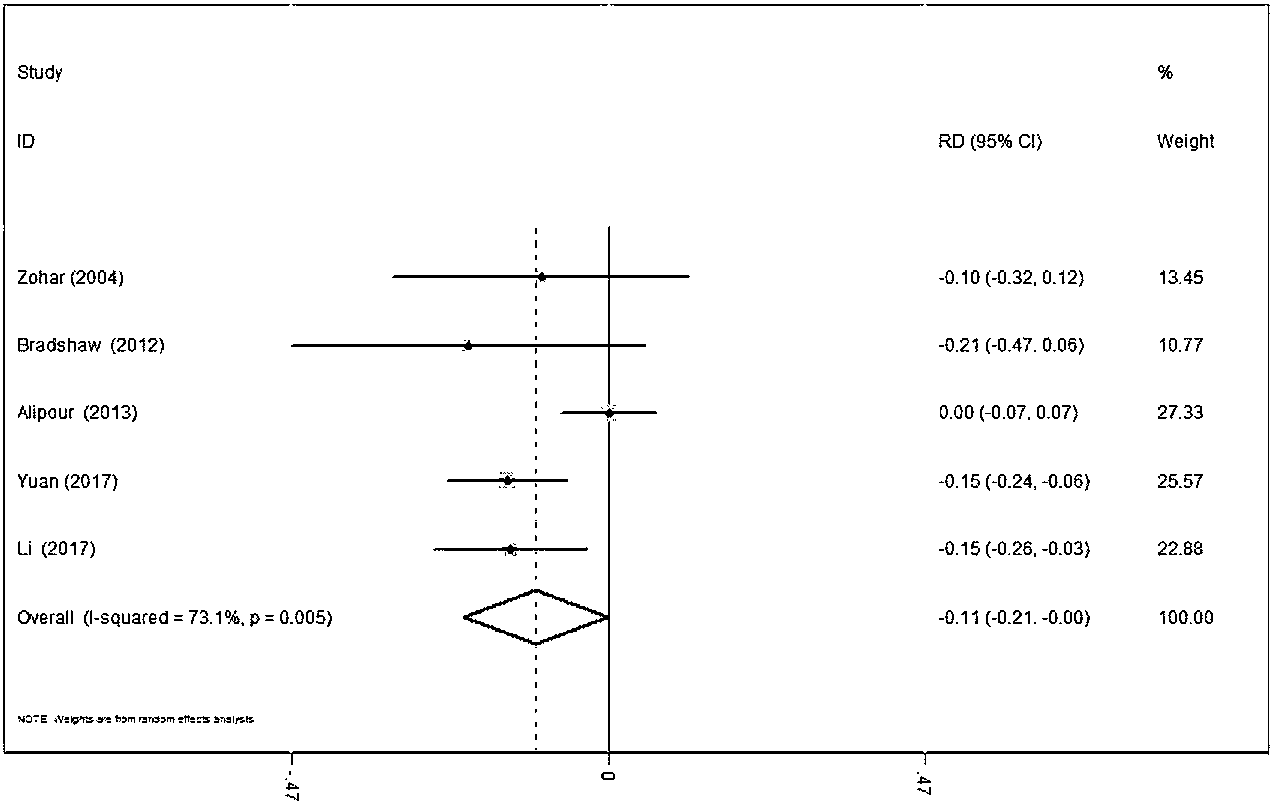 Study %
ID RD (95% CI) Weight
Zohar (2004) -0.10 (-0.32, 0.12) 13.45
Bradshaw (2012) -0.21 (-0.47, 0.06) 10.77
Alipour (2013) 0.00 (-0.07, 0.07) 27.33
Yuan (2017) -0.15 (-0.24, -0.06) 25.57
Li (2017) -0.15 (-0.26, -0.03) 22.88
Overall (I-squared = 73.1%, p = 0.005) -0.11 (-0.21, -0.00) 100.00
NOTE: Weights are from random effects analysis
-.47 0 .47